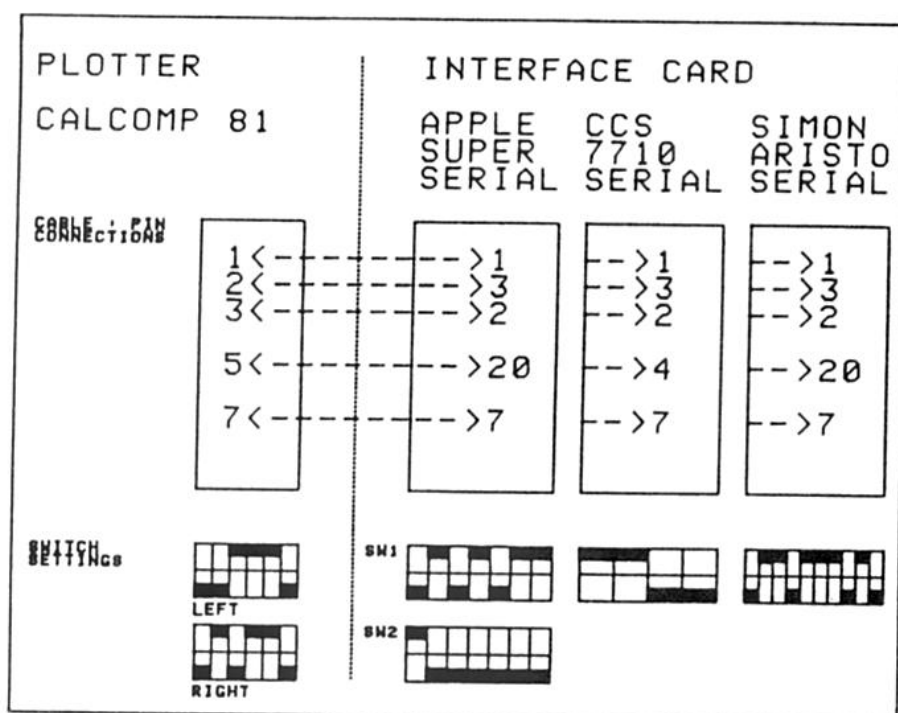 PLOTTER
INTERFACE CARD
CALCOMP 81
APPLE SUPER SERIAL
CCS 7710 SERIAL
SIMON ARISTO SERIAL
CABLE : PIN
CONNECTIONS
1<---------->1 -->1 -->1
2<---------->3 -->3 -->3
3<---------->2 -->2 -->2
5<---------->20 -->4 -->20
7<---------->7 -->7 -->7
SWITCH
SETTINGS
LEFT
RIGHT
SW1
SW2